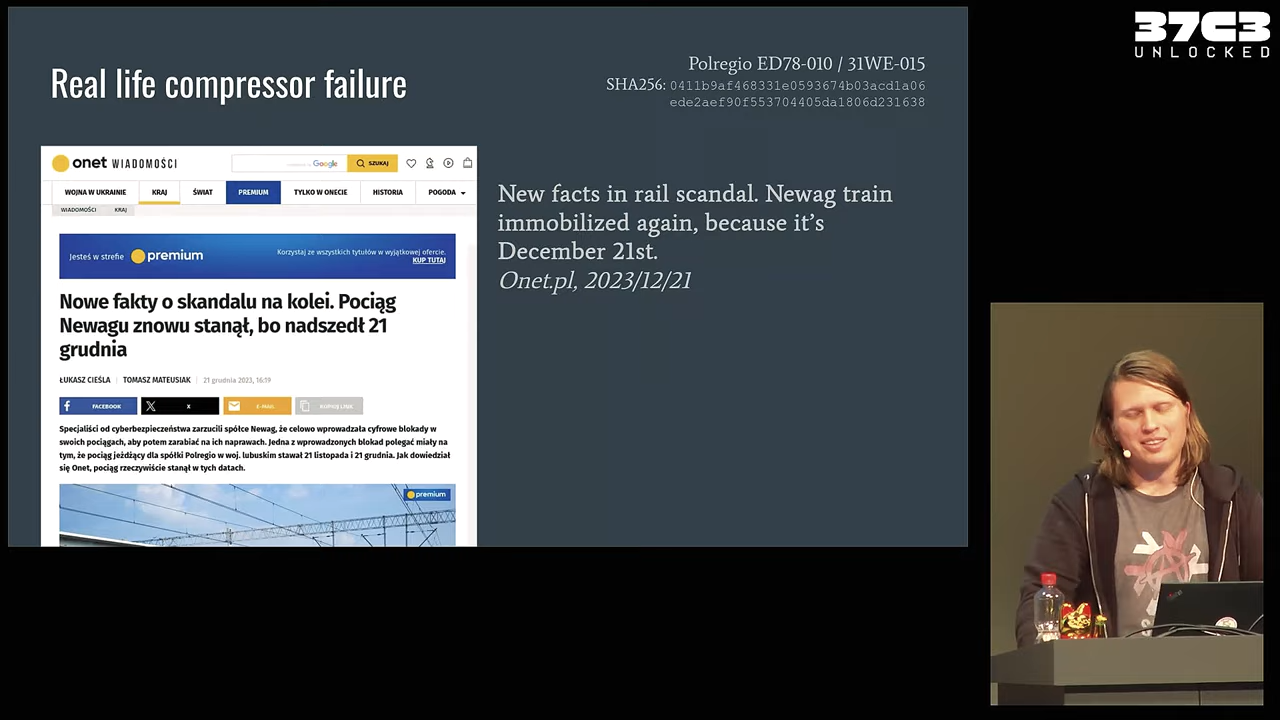 37C3
UNLOCKED
Real life compressor failure
Polregio ED78-010 / 31WE-015
SHA256: 0411b9af468331e0593674b03acd1a06
ede2aef90f553704405da1806d231638
onet WIADOMOŚCI
Google
SZUKAJ
WOJNA W UKRAINIE KRAJ ŚWIAT PREMIUM TYLKO W ONECIE HISTORIA POGODA
WIADOMOŚCI KRAJ
Jesteś w strefie premium
Korzystaj ze wszystkich tytułów w wyjątkowej ofercie.
KUP TUTAJ
Nowe fakty o skandalu na kolei. Pociąg
Newagu znowu stanął, bo nadszedł 21
grudnia
ŁUKASZ CIEŚLA | TOMASZ MATEUSIAK | 21 grudnia 2023, 16:19
FACEBOOK X E-MAIL KOPIUJ LINK
Specjaliści od cyberbezpieczeństwa zarzucili spółce Newag, że celowo wprowadzała cyfrowe blokady w
swoich pociągach, aby potem zarabiać na ich naprawach. Jedna z wprowadzonych blokad polegać miały na
tym, że pociąg jeżdżący dla spółki Polregio w woj. lubuskim stawał 21 listopada i 21 grudnia. Jak dowiedział
się Onet, pociąg rzeczywiście stanął w tych datach.
premium
New facts in rail scandal. Newag train
immobilized again, because it's
December 21st.
Onet.pl, 2023/12/21